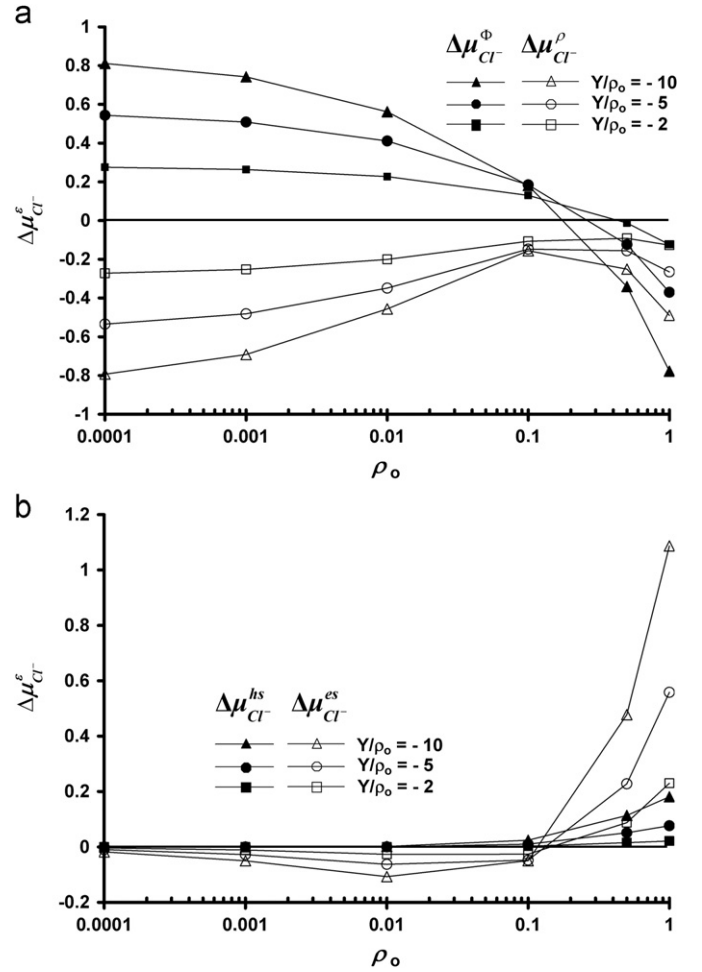 a
Δμ^Φ_Cl⁻ Δμ^ρ_Cl⁻
Y/ρₒ = - 10
Y/ρₒ = - 5
Y/ρₒ = - 2
1
0.8
0.6
0.4
0.2
0
-0.2
-0.4
-0.6
-0.8
-1
Δμ^ε_Cl⁻
0.0001 0.001 0.01 0.1 1
ρₒ
b
1.2
1
0.8
0.6
0.4
0.2
0
-0.2
Δμ^ε_Cl⁻
Δμ^hs_Cl⁻ Δμ^es_Cl⁻
Y/ρₒ = - 10
Y/ρₒ = - 5
Y/ρₒ = - 2
0.0001 0.001 0.01 0.1 1
ρₒ